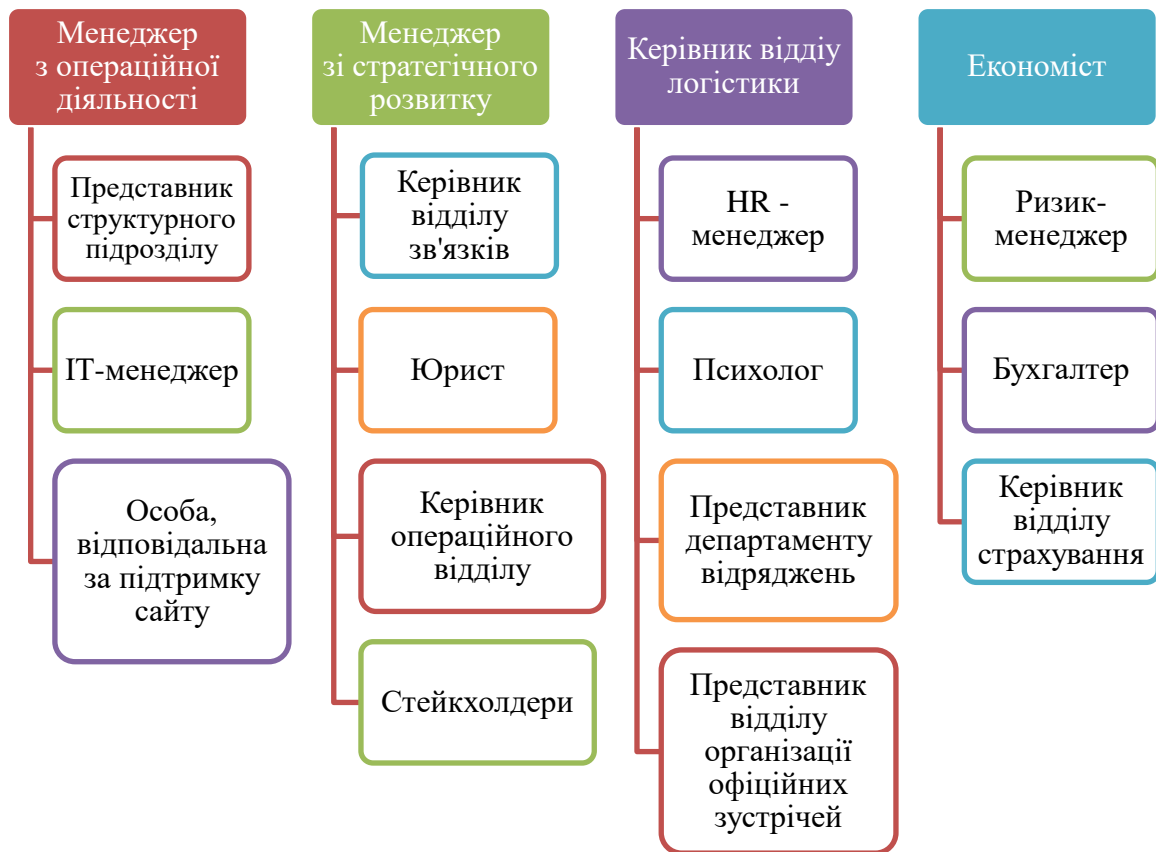 Менеджер
з операційної
діяльності
Представник
структурного
підрозділу
ІТ-менеджер
Особа,
відповідальна
за підтримку
сайту
Менеджер
зі стратегічного
розвитку
Керівник
відділу
зв'язків
Юрист
Керівник
операційного
відділу
Стейкхолдери
Керівник віддіу
логістики
HR -
менеджер
Психолог
Представник
департаменту
відряджень
Представник
відділу
організації
офіційних
зустрічей
Економіст
Ризик-
менеджер
Бухгалтер
Керівник
відділу
страхування